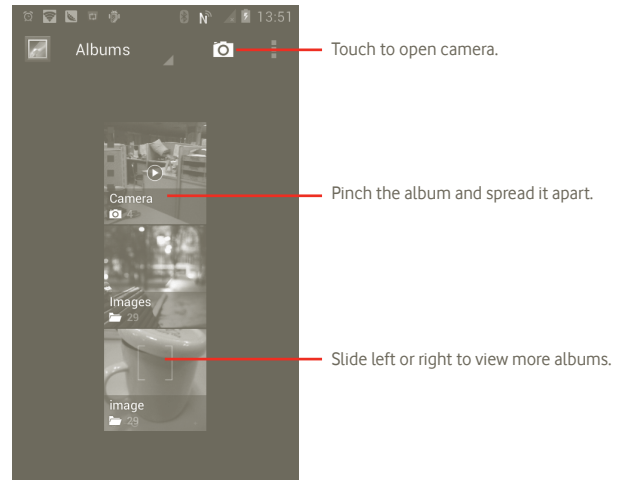 N 13:51
Albums
Touch to open camera.
Camera
4
Pinch the album and spread it apart.
Images
29
Slide left or right to view more albums.
image
29